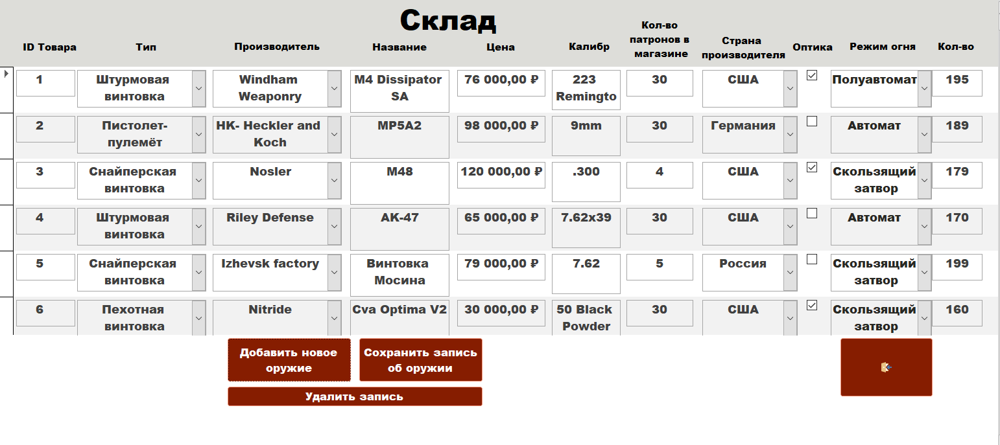 Склад
ID Товара Тип Производитель Название Цена Калибр Кол-во патронов в магазине Страна производителя Оптика Режим огня Кол-во
1 Штурмовая винтовка Windham Weaponry M4 Dissipator SA 76 000,00 ₽ 223 Remingto 30 США Полуавтомат 195
2 Пистолет-пулемёт HK- Heckler and Koch MP5A2 98 000,00 ₽ 9mm 30 Германия Автомат 189
3 Снайперская винтовка Nosler M48 120 000,00 ₽ .300 4 США Скользящий затвор 179
4 Штурмовая винтовка Riley Defense AK-47 65 000,00 ₽ 7.62x39 30 США Автомат 170
5 Снайперская винтовка Izhevsk factory Винтовка Мосина 79 000,00 ₽ 7.62 5 Россия Скользящий затвор 199
6 Пехотная винтовка Nitride Cva Optima V2 30 000,00 ₽ 50 Black Powder 30 США Скользящий затвор 160
Добавить новое оружие
Сохранить запись об оружии
Удалить запись